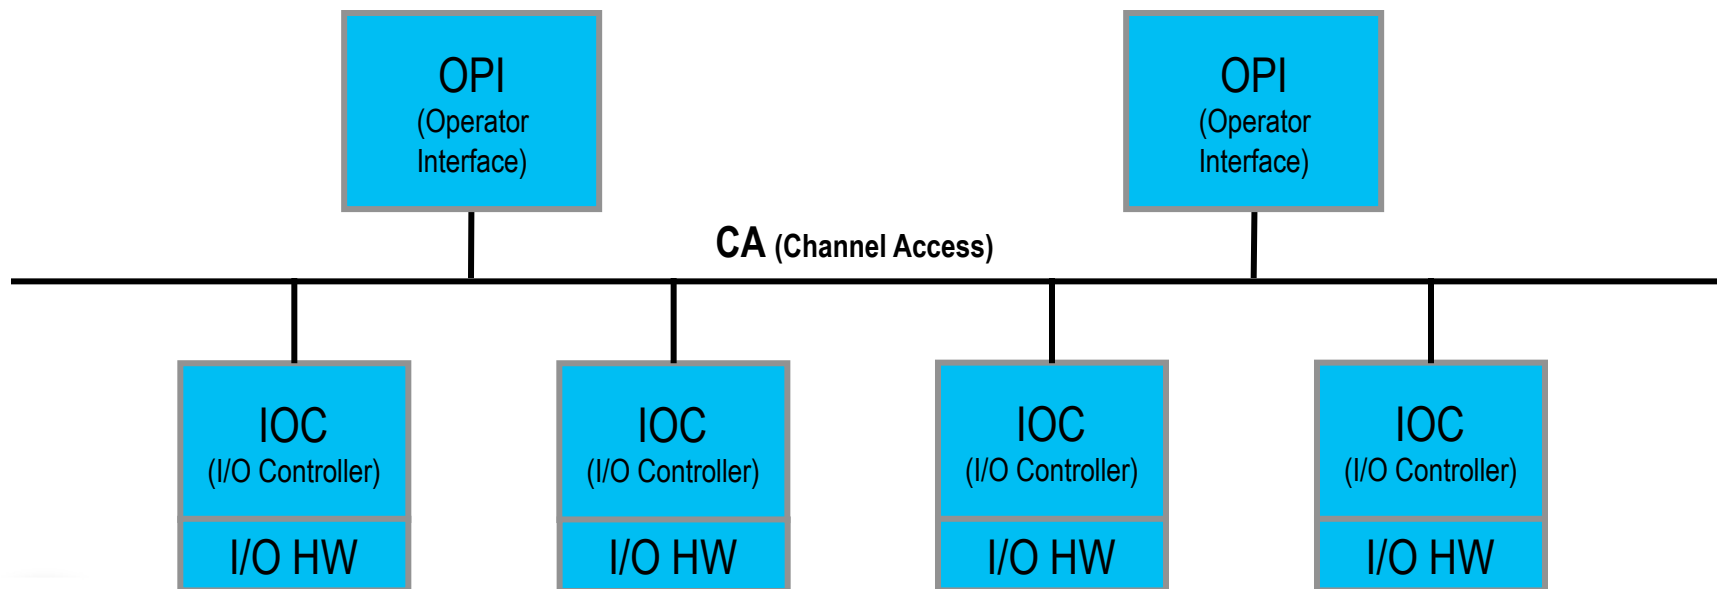 OPI
(Operator
Interface)
OPI
(Operator
Interface)
CA (Channel Access)
IOC
(I/O Controller)
I/O HW
IOC
(I/O Controller)
I/O HW
IOC
(I/O Controller)
I/O HW
IOC
(I/O Controller)
I/O HW